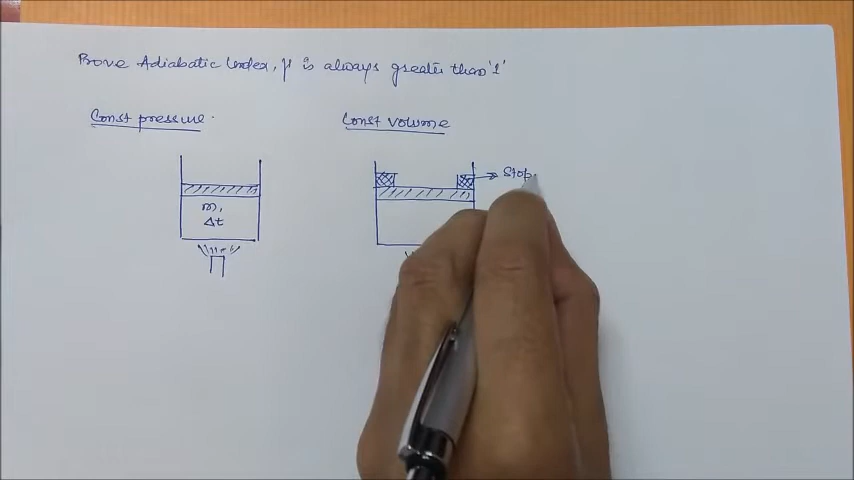 Prove Adiabatic Index, γ is always greater than '1'
Const pressure.
Const volume
Stop
m,
Δt